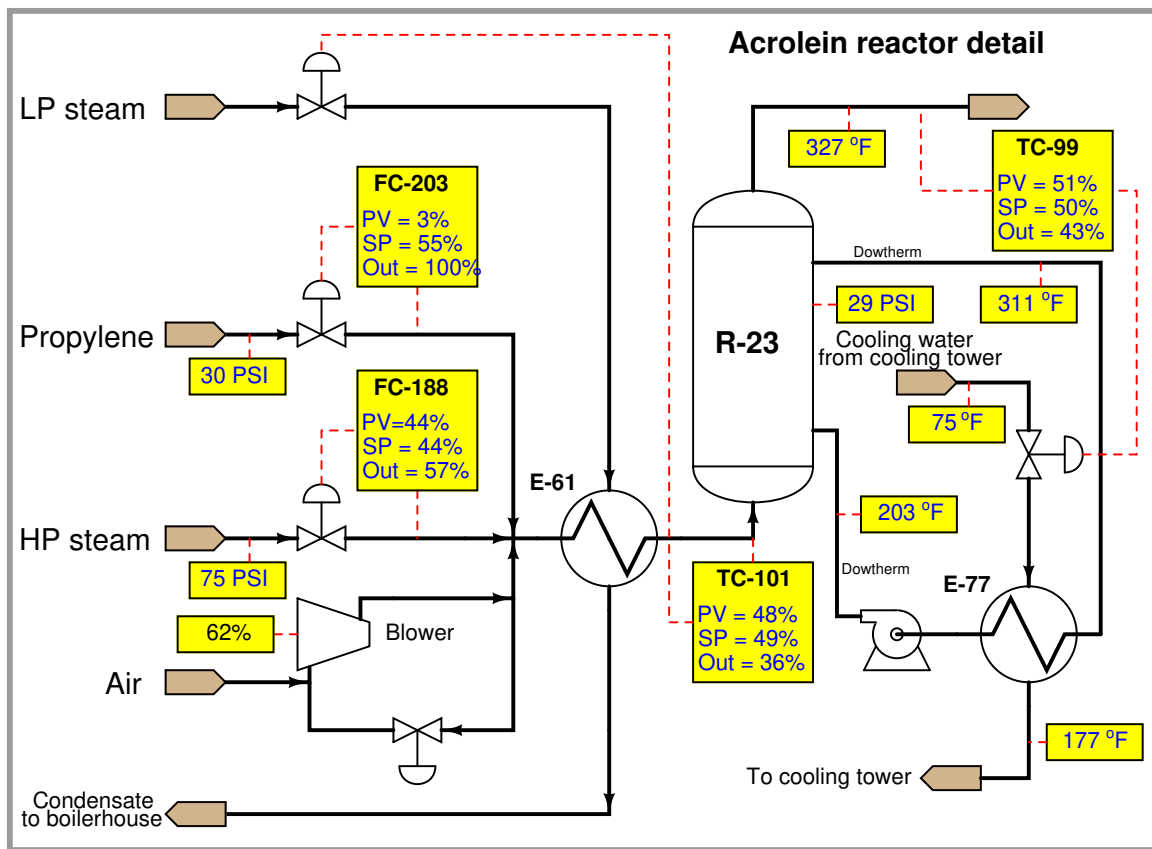 Acrolein reactor detail
LP steam
327 °F
TC-99
PV = 51%
SP = 50%
Out = 43%
FC-203
PV = 3%
SP = 55%
Out = 100%
Dowtherm
29 PSI
311 °F
R-23
Propylene
30 PSI
Cooling water
from cooling tower
75 °F
FC-188
PV=44%
SP = 44%
Out = 57%
E-61
203 °F
HP steam
75 PSI
Dowtherm
E-77
TC-101
PV = 48%
SP = 49%
Out = 36%
62%
Blower
Air
177 °F
To cooling tower
Condensate
to boilerhouse